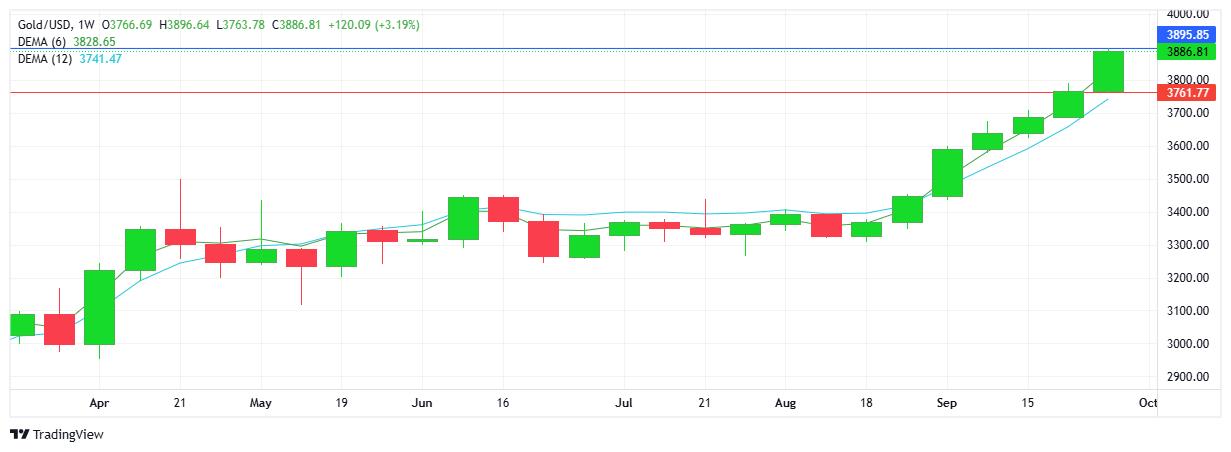 Gold/USD, 1W O3766.69 H3896.64 L3763.78 C3886.81 +120.09 (+3.19%)
DEMA (6) 3828.65
DEMA (12) 3741.47
4000.00
3895.85
3886.81
3800.00
3761.77
3700.00
3600.00
3500.00
3400.00
3300.00
3200.00
3100.00
3000.00
2900.00
Apr 21 May 19 Jun 16 Jul 21 Aug 18 Sep 15 Oct
TradingView